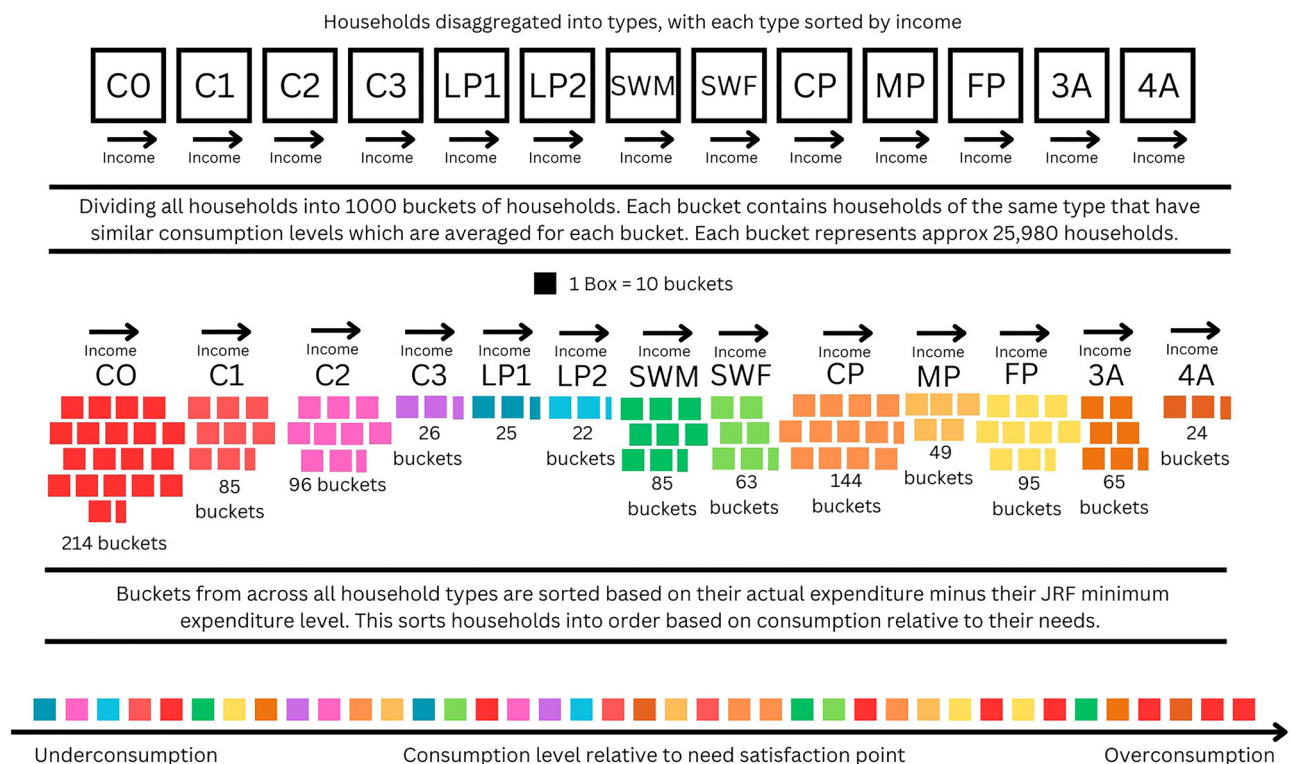 Households disaggregated into types, with each type sorted by income
C0 C1 C2 C3 LP1 LP2 SWM SWF CP MP FP 3A 4A
Income Income Income Income Income Income Income Income Income Income Income Income Income
Dividing all households into 1000 buckets of households. Each bucket contains households of the same type that have
similar consumption levels which are averaged for each bucket. Each bucket represents approx 25,980 households.
1 Box = 10 buckets
Income Income Income Income Income Income Income Income Income Income Income Income Income
C0 C1 C2 C3 LP1 LP2 SWM SWF CP MP FP 3A 4A
214 buckets
85
buckets
96 buckets
26
buckets
25
22
buckets
85
buckets
63
buckets
144
buckets
49
buckets
95
buckets
65
buckets
24
buckets
Buckets from across all household types are sorted based on their actual expenditure minus their JRF minimum
expenditure level. This sorts households into order based on consumption relative to their needs.
Underconsumption Consumption level relative to need satisfaction point Overconsumption